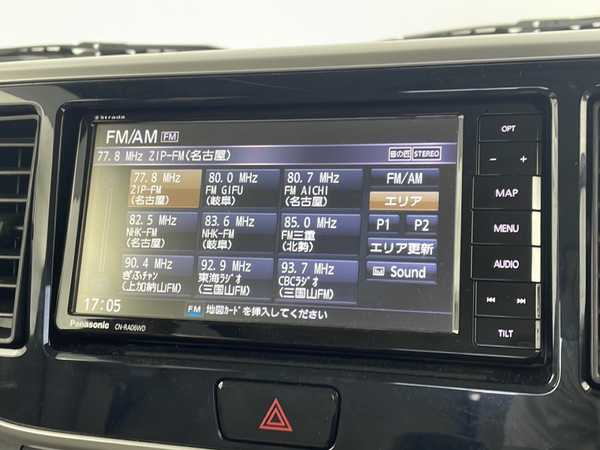 Strada
FM/AM FM
77.8 MHz ZIP-FM(名古屋)
昼の百 STEREO
77.8 MHz
ZIP-FM
(名古屋)
80.0 MHz
FM GIFU
(岐阜)
80.7 MHz
FM AICHI
(名古屋)
82.5 MHz
NHK-FM
(名古屋)
83.6 MHz
NHK-FM
(岐阜)
85.0 MHz
FM三重
(北勢)
90.4 MHz
ぎふチャン
(上加納山FM)
92.9 MHz
東海ラジオ
(三国山FM)
93.7 MHz
CBCラジオ
(三国山FM)
FM/AM
エリア
P1 P2
エリア更新
Sound
17:05
FM 地図カードを挿入してください
Panasonic CN-RA06WD
OPT
- +
MAP
MENU
AUDIO
TILT